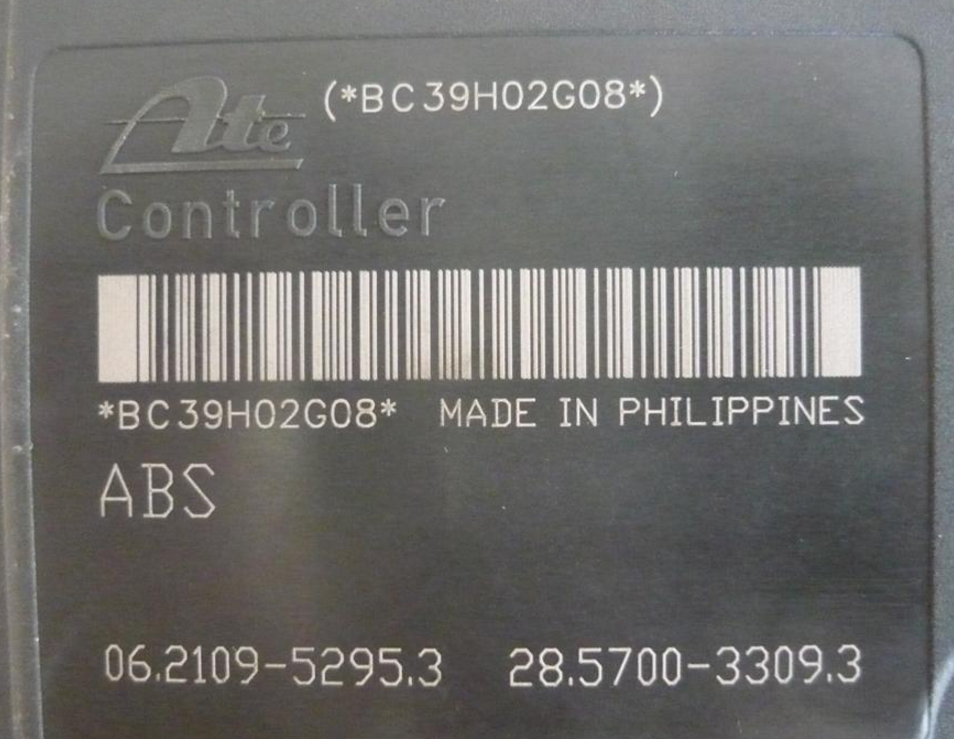 Ate (*BC39H02G08*)
Controller
*BC39H02G08* MADE IN PHILIPPINES
ABS
06.2109-5295.3 28.5700-3309.3